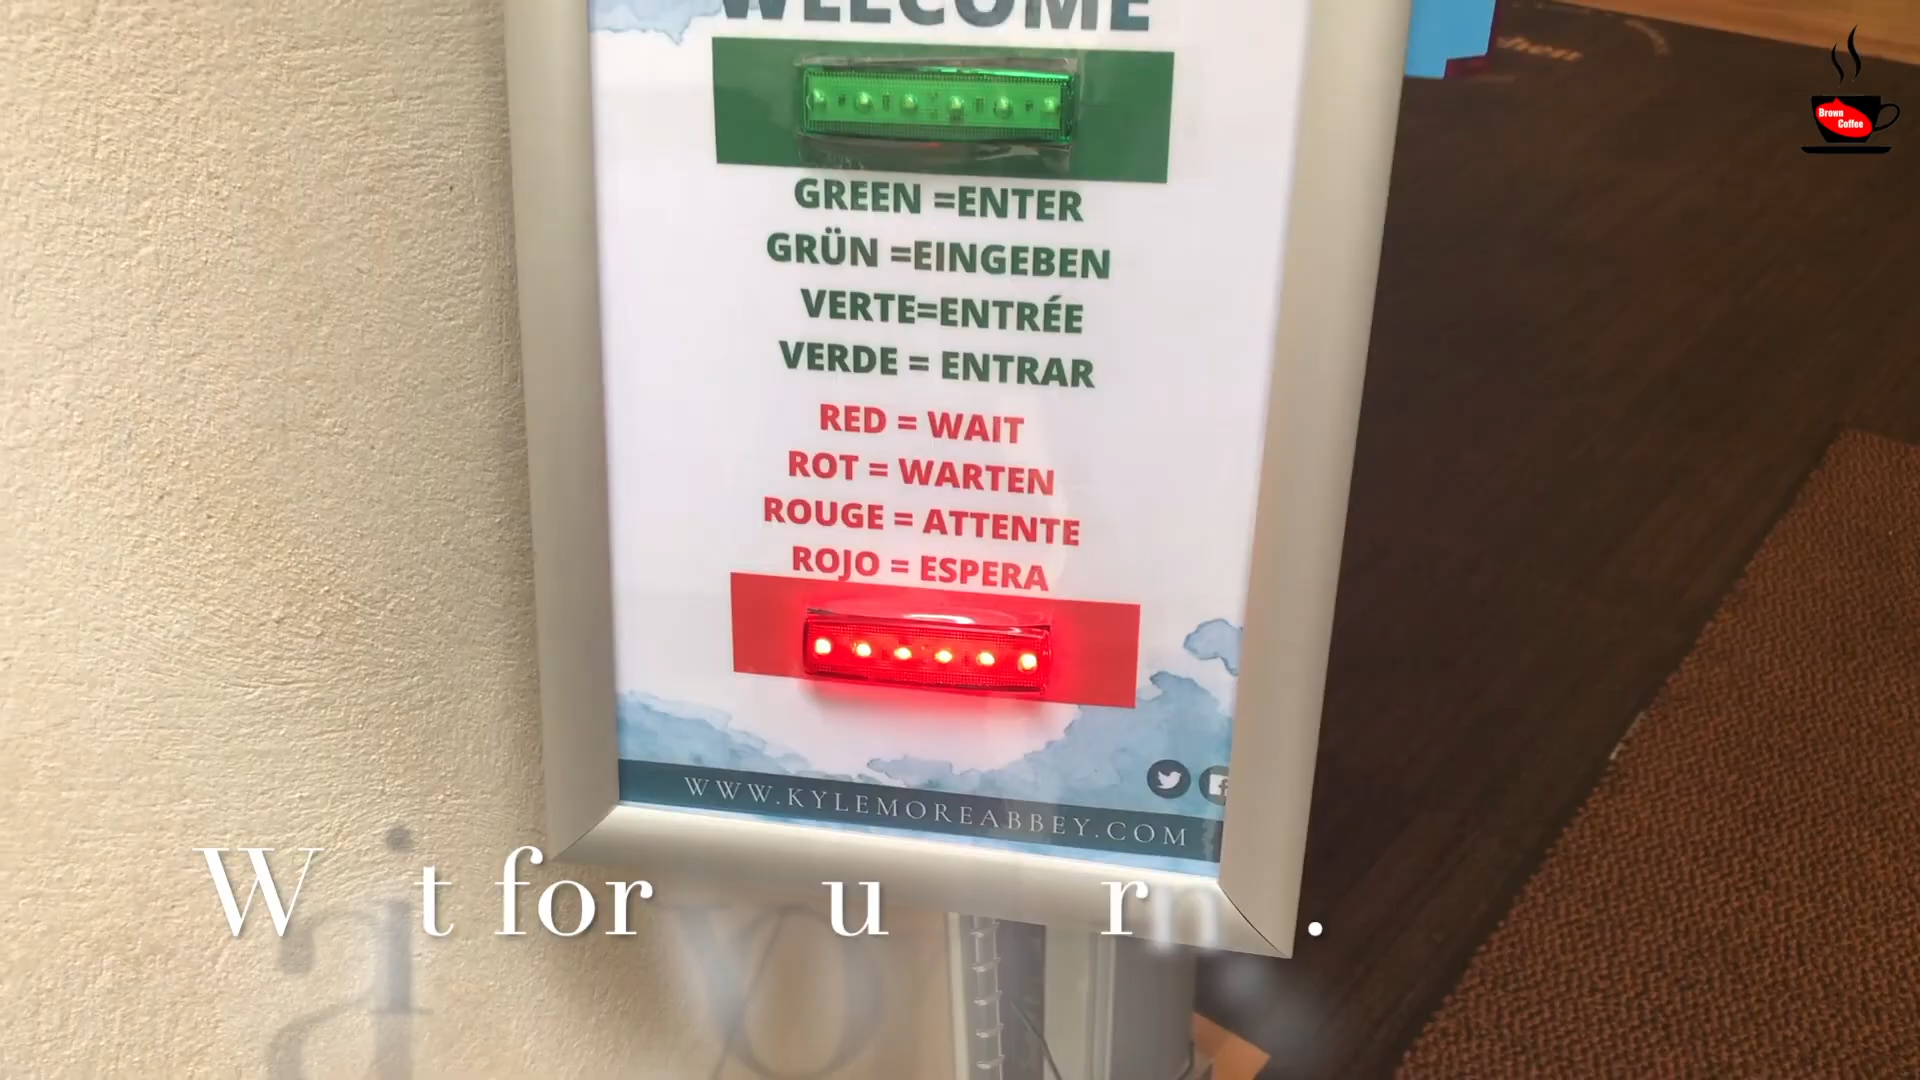 WELCOME
GREEN =ENTER
GRÜN =EINGEBEN
VERTE=ENTRÉE
VERDE = ENTRAR
RED = WAIT
ROT = WARTEN
ROUGE = ATTENTE
ROJO = ESPERA
WWW.KYLEMOREABBEY.COM
Brown
Coffee
for